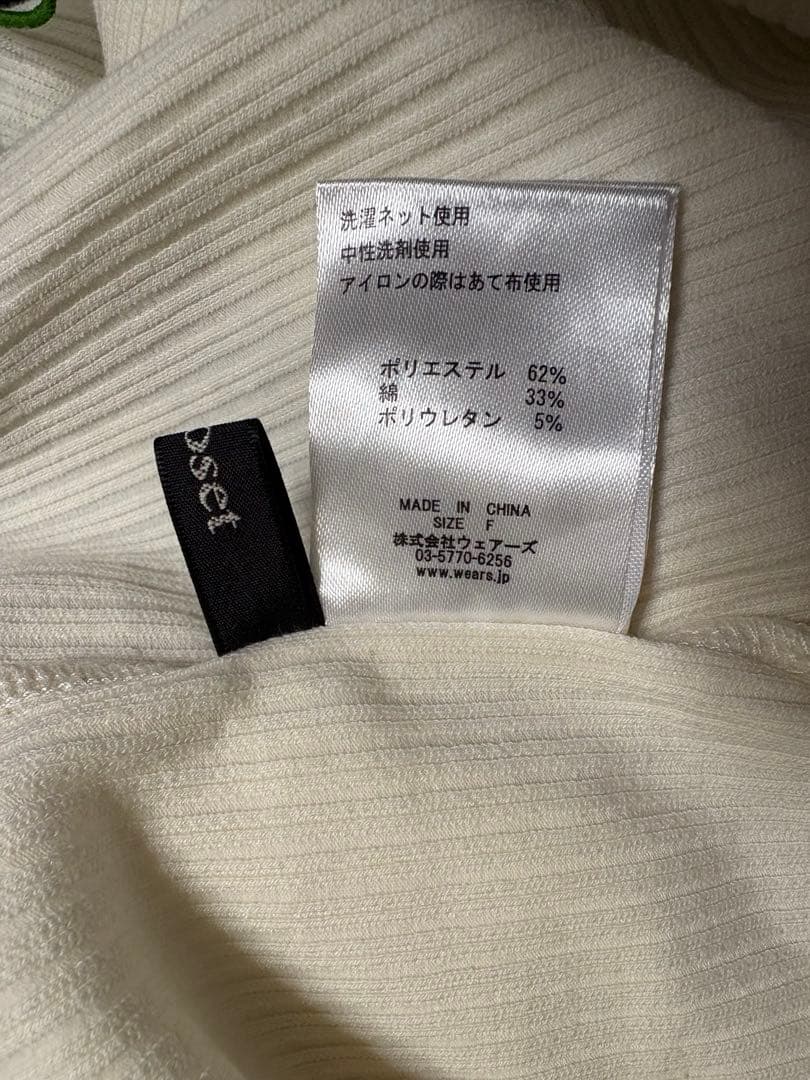 洗濯ネット使用
中性洗剤使用
アイロンの際はあて布使用
ポリエステル 62%
綿 33%
ポリウレタン 5%
MADE IN CHINA
SIZE F
株式会社ウェアーズ
03-5770-6256
www.wears.jp
oset